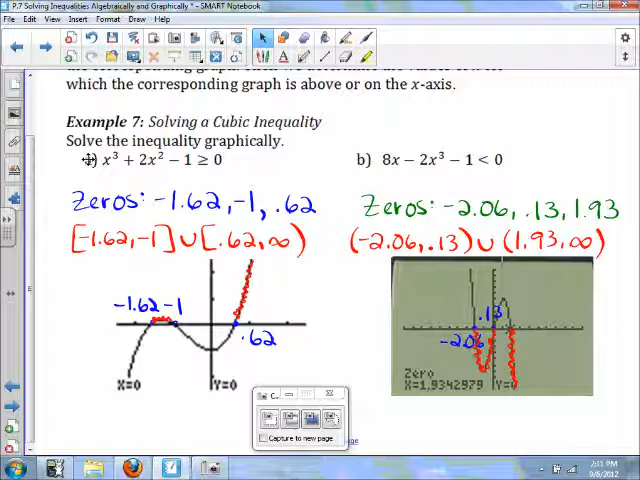 P.7 Solving Inequalities Algebraically and Graphically * - SMART Notebook
File Edit View Insert Format Tools Add-ons Draw Help
which the corresponding graph is above or on the x-axis.
Example 7: Solving a Cubic Inequality
Solve the inequality graphically.
) x³ + 2x² − 1 ≥ 0
b) 8x − 2x³ − 1 < 0
Zeros: -1.62, -1, .62
Zeros: -2.06, .13, 1.93
[-1.62, -1] ∪ [.62, ∞)
(-2.06, .13) ∪ (1.93, ∞)
-1.62 -1
.62
X=0 Y=0
.13
-2.06
Zero
X=1.9342979 Y=0
C...
Capture to new page
age
2:11 PM
9/6/2012